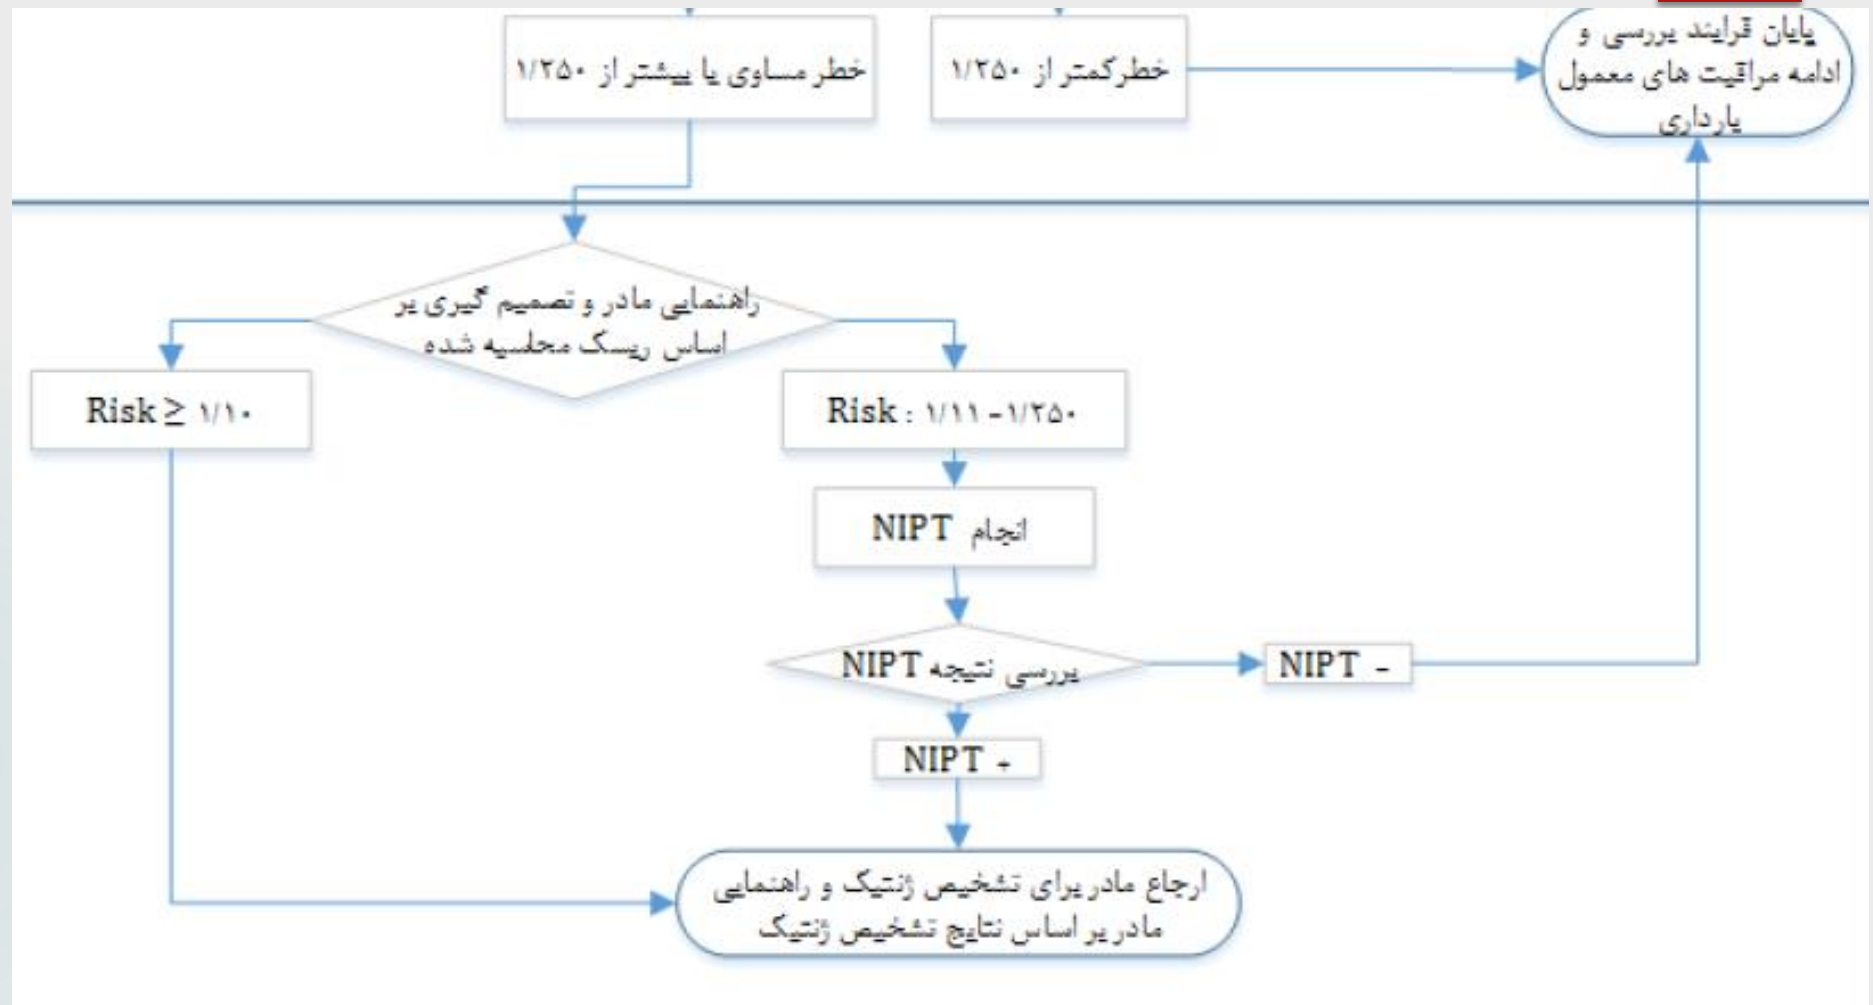 پایان فرایند بررسی و
ادامه مراقبت های معمول
بارداری
خطر کمتر از ۱/۲۵۰
خطر مساوی یا بیشتر از ۱/۲۵۰
راهنمایی مادر و تصمیم گیری بر
اساس ریسک محاسبه شده
Risk ≥ ۱/۱۰
Risk : ۱/۱۱ - ۱/۲۵۰
انجام NIPT
بررسی نتیجه NIPT
NIPT -
NIPT +
ارجاع مادر برای تشخیص ژنتیک و راهنمایی
مادر بر اساس نتایج تشخیص ژنتیک